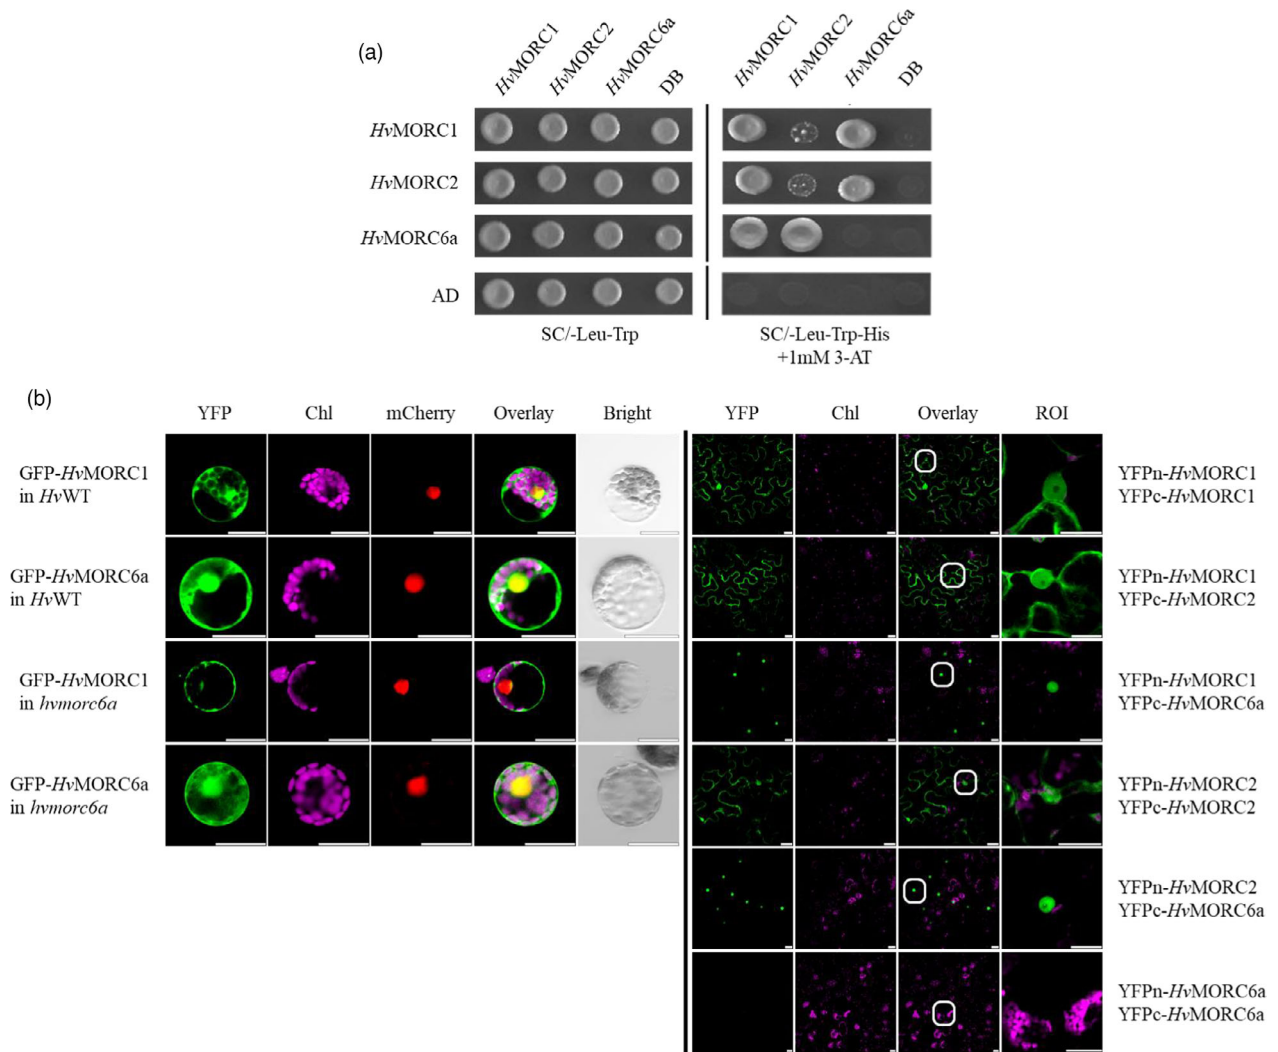 (a)
HvMORC1 HvMORC2 HvMORC6a DB HvMORC1 HvMORC2 HvMORC6a DB
HvMORC1
HvMORC2
HvMORC6a
AD
SC/-Leu-Trp
SC/-Leu-Trp-His
+1mM 3-AT
(b)
YFP Chl mCherry Overlay Bright
GFP-HvMORC1
in HvWT
GFP-HvMORC6a
in HvWT
GFP-HvMORC1
in hvmorc6a
GFP-HvMORC6a
in hvmorc6a
YFP Chl Overlay ROI
YFPn-HvMORC1
YFPc-HvMORC1
YFPn-HvMORC1
YFPc-HvMORC2
YFPn-HvMORC1
YFPc-HvMORC6a
YFPn-HvMORC2
YFPc-HvMORC2
YFPn-HvMORC2
YFPc-HvMORC6a
YFPn-HvMORC6a
YFPc-HvMORC6a